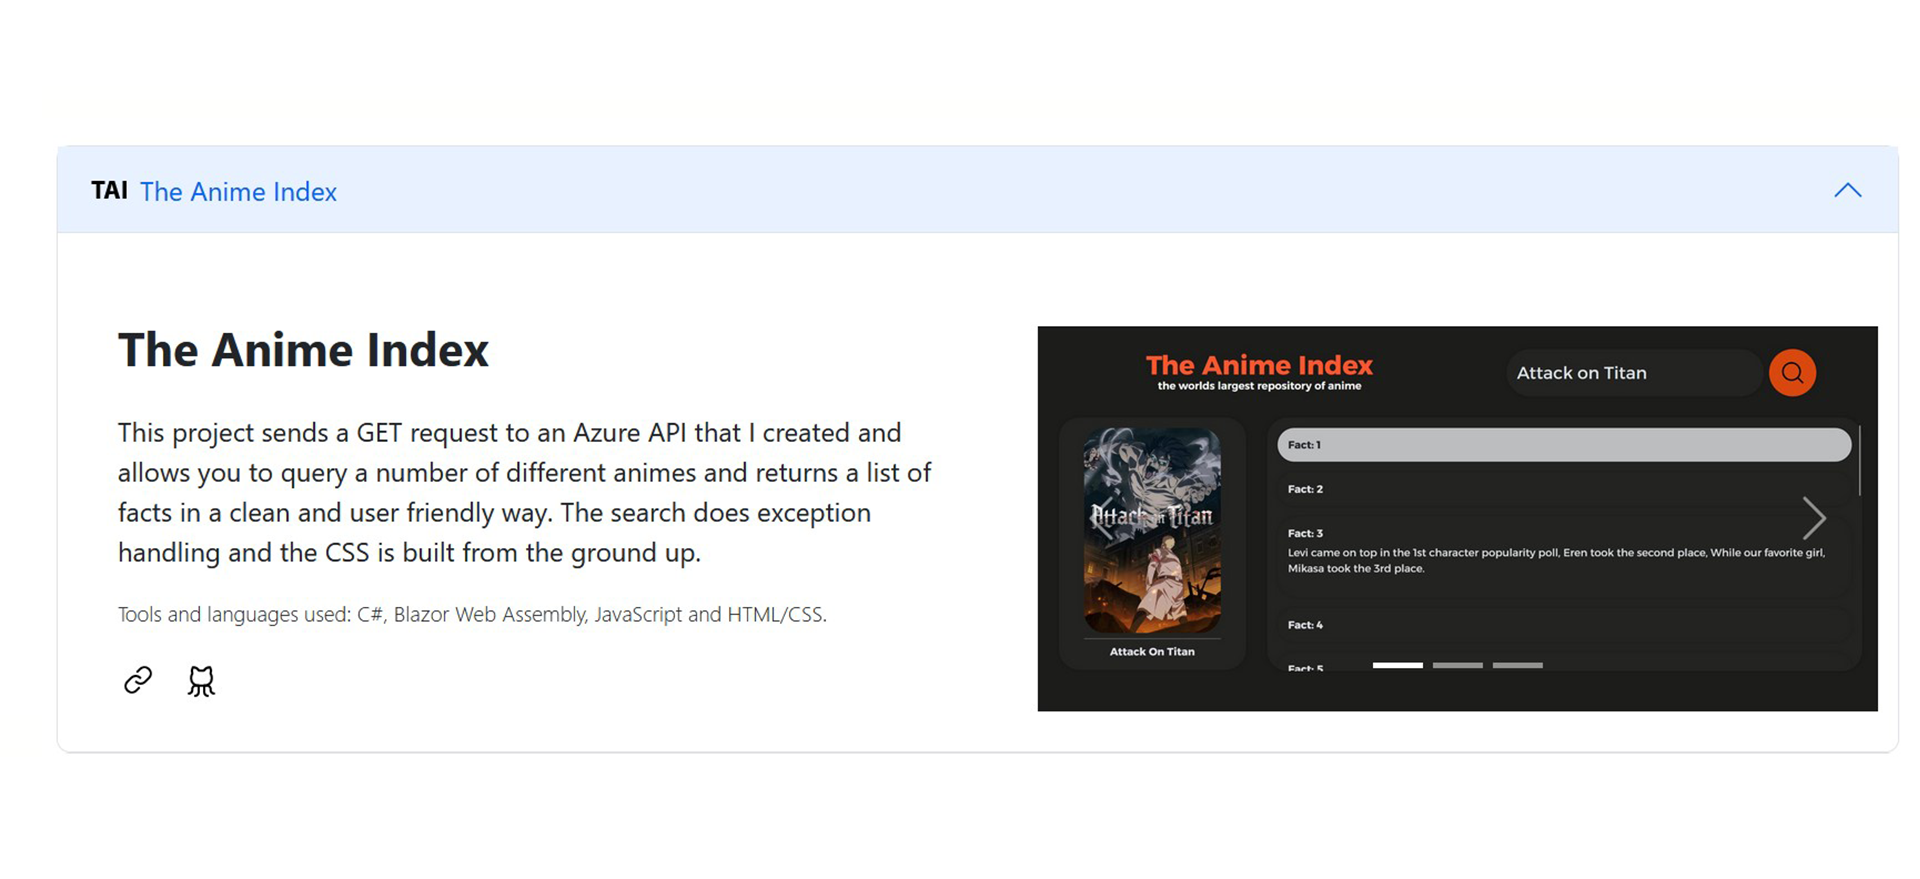 TAI The Anime Index
The Anime Index
This project sends a GET request to an Azure API that I created and
allows you to query a number of different animes and returns a list of
facts in a clean and user friendly way. The search does exception
handling and the CSS is built from the ground up.
Tools and languages used: C#, Blazor Web Assembly, JavaScript and HTML/CSS.
The Anime Index
the worlds largest repository of anime
Attack on Titan
Attack on Titan
Attack On Titan
Fact: 1
Fact: 2
Fact: 3
Levi came on top in the 1st character popularity poll, Eren took the second place, While our favorite girl,
Mikasa took the 3rd place.
Fact: 4
Fact: 5